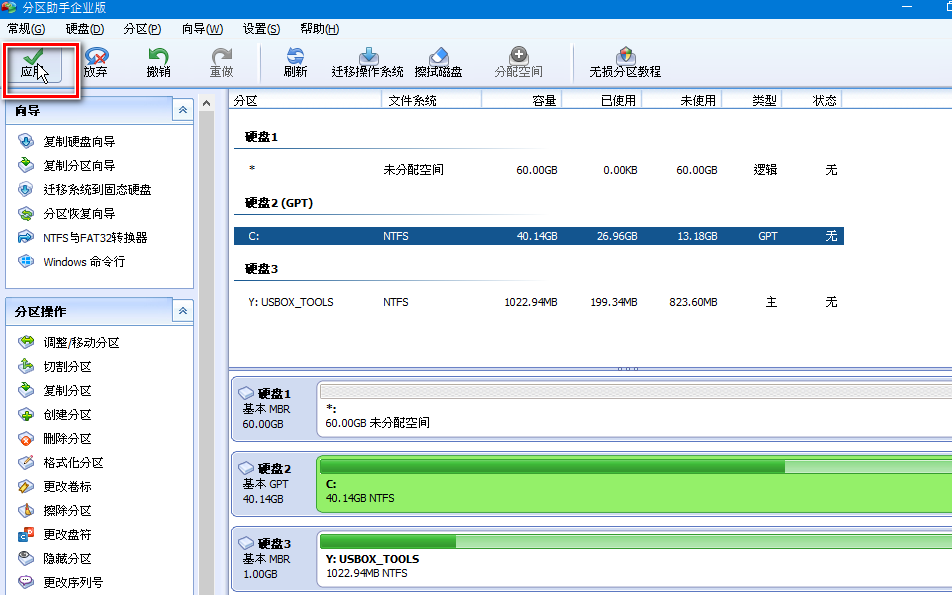 分区助手企业版
常规(G) 硬盘(D) 分区(P) 向导(W) 设置(S) 帮助(H)
应用 放弃 撤销 重做 刷新 迁移操作系统 擦拭磁盘 分配空间 无损分区教程
向导
复制硬盘向导
复制分区向导
迁移系统到固态硬盘
分区恢复向导
NTFS与FAT32转换器
Windows 命令行
分区操作
调整/移动分区
切割分区
复制分区
创建分区
删除分区
格式化分区
更改卷标
擦除分区
更改盘符
隐藏分区
更改序列号
分区 文件系统 容量 已使用 未使用 类型 状态
硬盘1
* 未分配空间 60.00GB 0.00KB 60.00GB 逻辑 无
硬盘2 (GPT)
C: NTFS 40.14GB 26.96GB 13.18GB GPT 无
硬盘3
Y: USBOX_TOOLS NTFS 1022.94MB 199.34MB 823.60MB 主 无
硬盘1
基本 MBR
60.00GB
*:
60.00GB 未分配空间
硬盘2
基本 GPT
40.14GB
C:
40.14GB NTFS
硬盘3
基本 MBR
1.00GB
Y: USBOX_TOOLS
1022.94MB NTFS